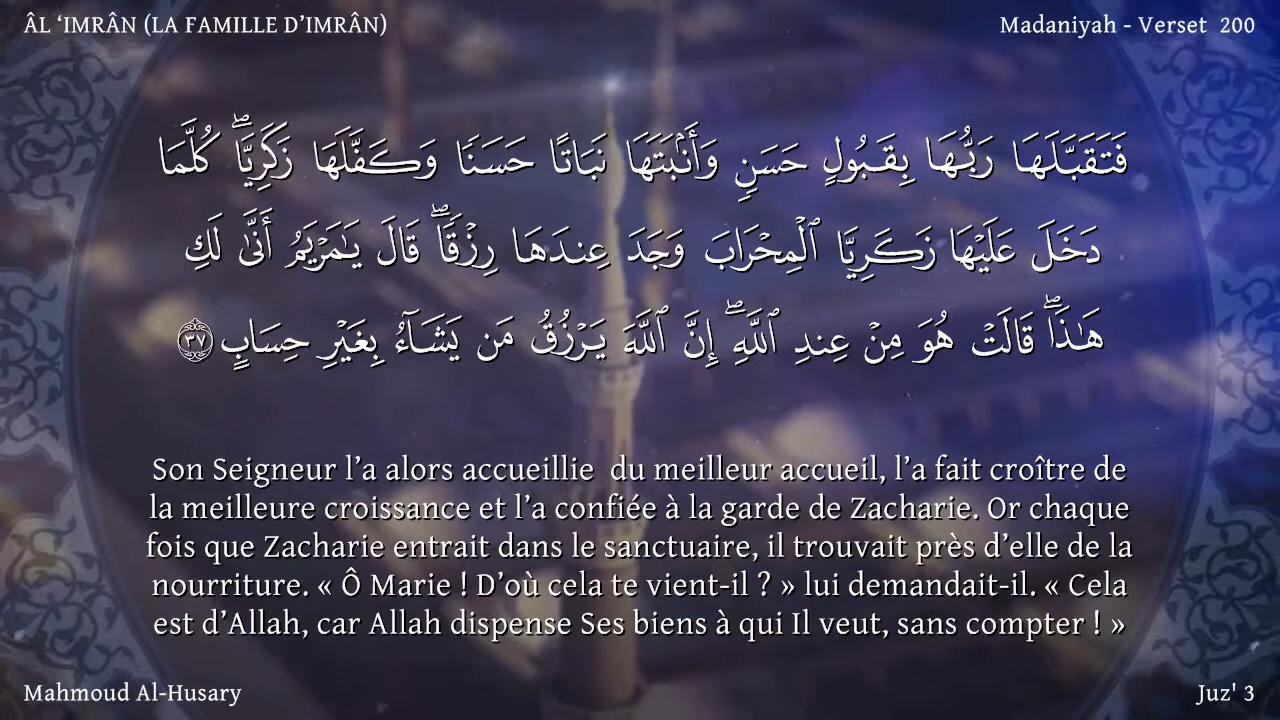 ÂL ‘IMRÂN (LA FAMILLE D’IMRÂN)
Madaniyah - Verset  200
فَتَقَبَّلَهَا رَبُّهَا بِقَبُولٍ حَسَنٍ وَأَنۢبَتَهَا نَبَاتًا حَسَنًا وَكَفَّلَهَا زَكَرِيَّاۖ كُلَّمَا
دَخَلَ عَلَيْهَا زَكَرِيَّا ٱلْمِحْرَابَ وَجَدَ عِندَهَا رِزْقًاۖ قَالَ يَـٰمَرْيَمُ أَنَّىٰ لَكِ
هَـٰذَاۖ قَالَتْ هُوَ مِنْ عِندِ ٱللَّهِۖ إِنَّ ٱللَّهَ يَرْزُقُ مَن يَشَآءُ بِغَيْرِ حِسَابٍ ٣٧
Son Seigneur l’a alors accueillie  du meilleur accueil, l’a fait croître de
la meilleure croissance et l’a confiée à la garde de Zacharie. Or chaque
fois que Zacharie entrait dans le sanctuaire, il trouvait près d’elle de la
nourriture. « Ô Marie ! D’où cela te vient-il ? » lui demandait-il. « Cela
est d’Allah, car Allah dispense Ses biens à qui Il veut, sans compter ! »
Mahmoud Al-Husary
Juz' 3